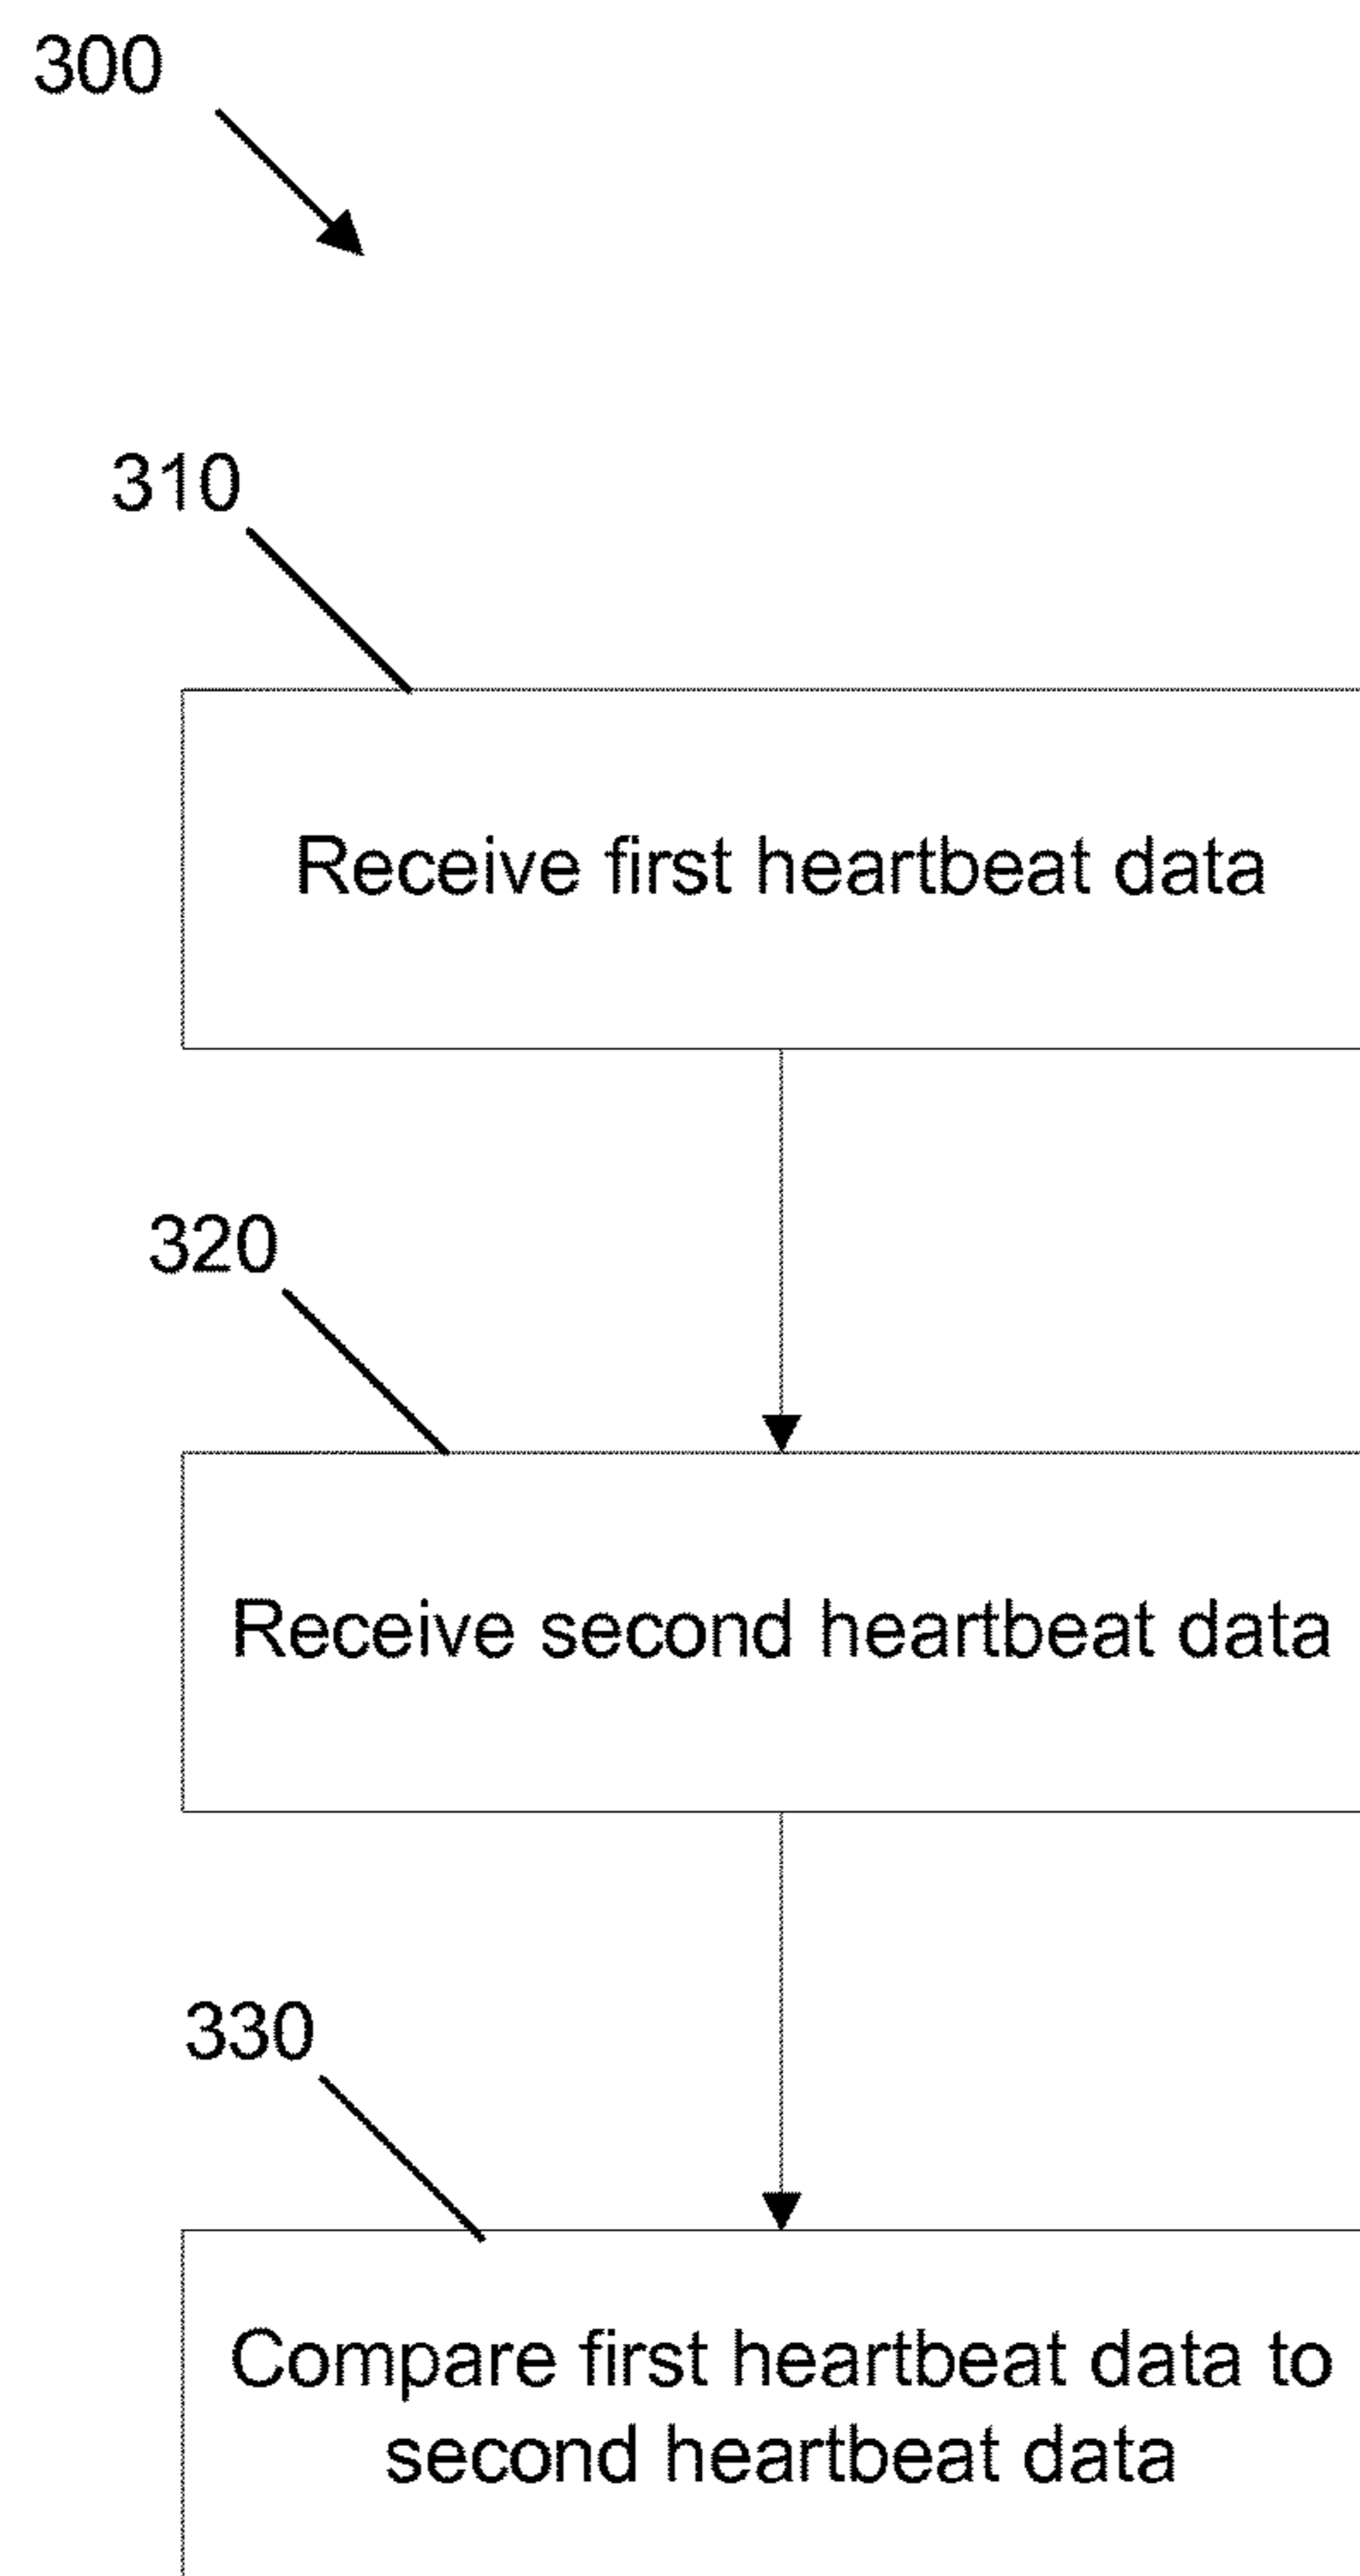 300
310
Receive first heartbeat data
320
Receive second heartbeat data
330
Compare first heartbeat data to
second heartbeat data